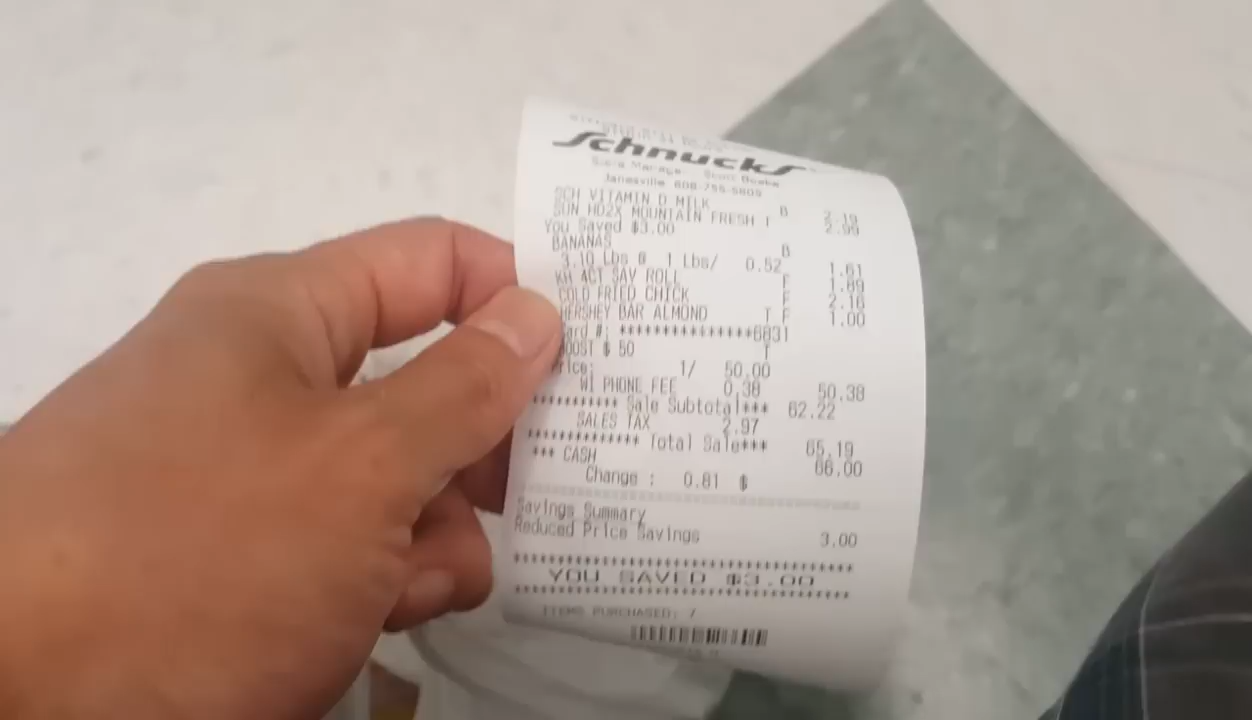 Schnucks
Store Manager
Janesville 608-755-5805
SCH VITAMIN D MILK B 2.19
SUN HD2X MOUNTAIN FRESH T 2.99
You Saved $3.00
BANANAS B
3.10 Lbs @ 1 Lbs/ 0.52 1.61
KH ACT SAV ROLL F 1.89
COLD FRIED CHICK F 2.16
HERSHEY BAR ALMOND T F 1.00
Card #: ***************6831
BOOST $ 50 T
Price: 1/ 50.00
WI PHONE FEE 0.38 50.38
********** Sale Subtotal*** 62.22
SALES TAX 2.97
************** Total Sale*** 65.19
*** CASH 66.00
Change : 0.81 $
Savings Summary
Reduced Price Savings 3.00
YOU SAVED $3.00
ITEMS PURCHASED: 7